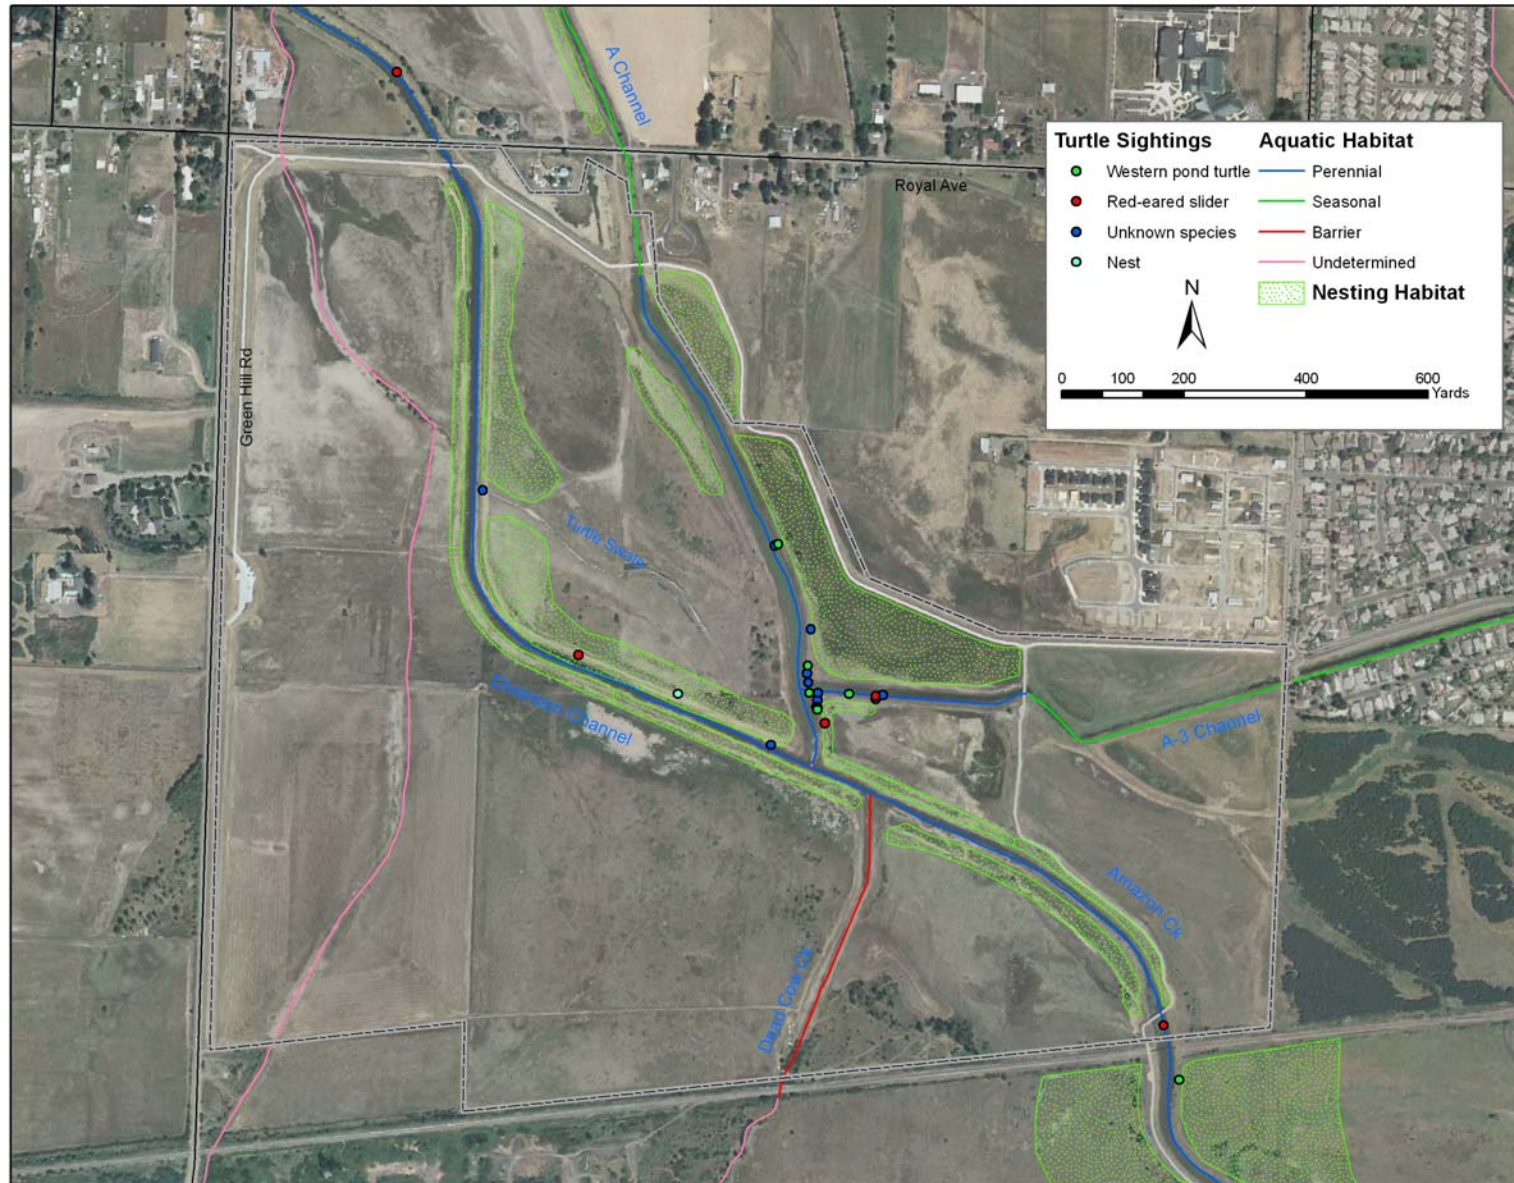 A Channel
Turtle Sightings
Western pond turtle
Red-eared slider
Unknown species
Nest
Aquatic Habitat
Perennial
Seasonal
Barrier
Undetermined
Nesting Habitat
N
0 100 200 400 600
Yards
Royal Ave
Green Hill Rd
Turtle Swale
Diversion Channel
A-3 Channel
Amazon Ck
Dead Cow Ck